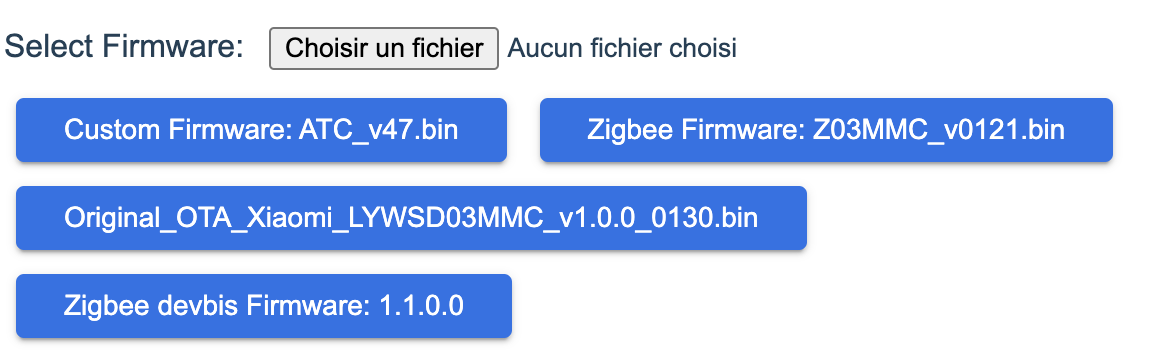 Select Firmware: Choisir un fichier Aucun fichier choisi
Custom Firmware: ATC_v47.bin Zigbee Firmware: Z03MMC_v0121.bin
Original_OTA_Xiaomi_LYWSD03MMC_v1.0.0_0130.bin
Zigbee devbis Firmware: 1.1.0.0